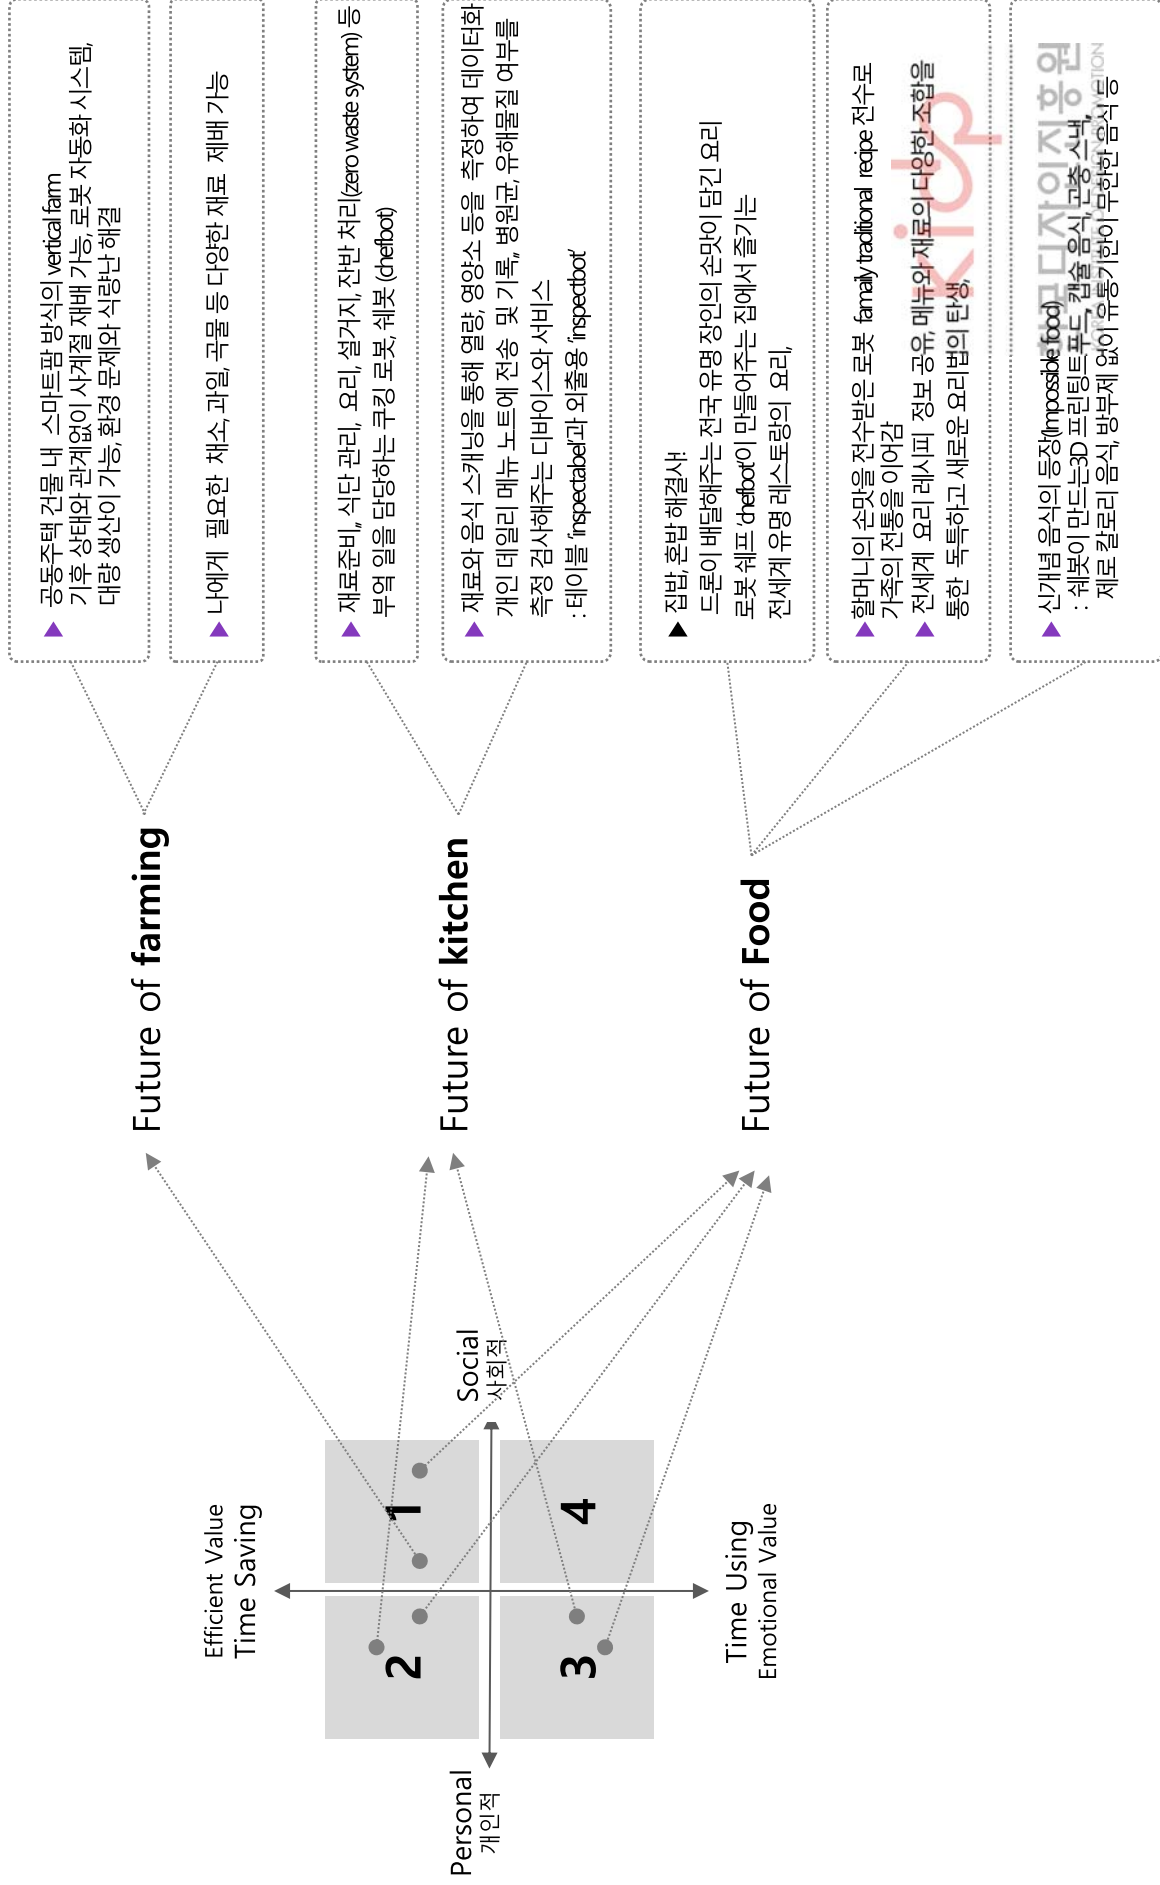 Efficient Value
Time Saving
Personal
개인적
2
1
Social
사회적
3
4
Time Using
Emotional Value
Future of farming
공동주택 건물 내 스마트팜 방식의 vertical farm
기후 상태와 관계없이 사계절 재배 가능, 로봇 자동화 시스템,
대량 생산이 가능, 환경 문제와 식량난 해결
나에게 필요한 채소, 과일, 곡물 등 다양한 재료 재배 가능
Future of kitchen
재료준비, 식단 관리, 요리, 설거지, 잔반 처리(zero waste system) 등
부엌 일을 담당하는 쿠킹 로봇, 쉐봇 (chefbot)
재료와 음식 스캐닝을 통해 열량, 영양소 등을 측정하여 데이터화
개인 데일리 메뉴 노트에 전송 및 기록, 병원균, 유해물질 여부를
측정 검사해주는 디바이스와 서비스
: 테이블 ‘inspectabel’과 외출용 ‘inspectbot’
Future of Food
집밥, 혼밥 해결사!
드론이 배달해주는 전국 유명 장인의 손맛이 담긴 요리
로봇 쉐프 ‘chefbot’이 만들어주는 집에서 즐기는
전세계 유명 레스토랑의 요리,
할머니의 손맛을 전수받은 로봇 family traditional recipe 전수로
가족의 전통을 이어감
전세계 요리 레시피 정보 공유, 메뉴와 재료의 다양한 조합을
통한 독특하고 새로운 요리법의 탄생,
신개념 음식의 등장(Impossible food)
: 쉐봇이 만드는3D 프린팅트 푸드, 캡슐 음식, 곤충 스낵,
제로 칼로리 음식, 방부제 없이 유통기한이 무한한 음식 등
kidp
한국디자인진흥원